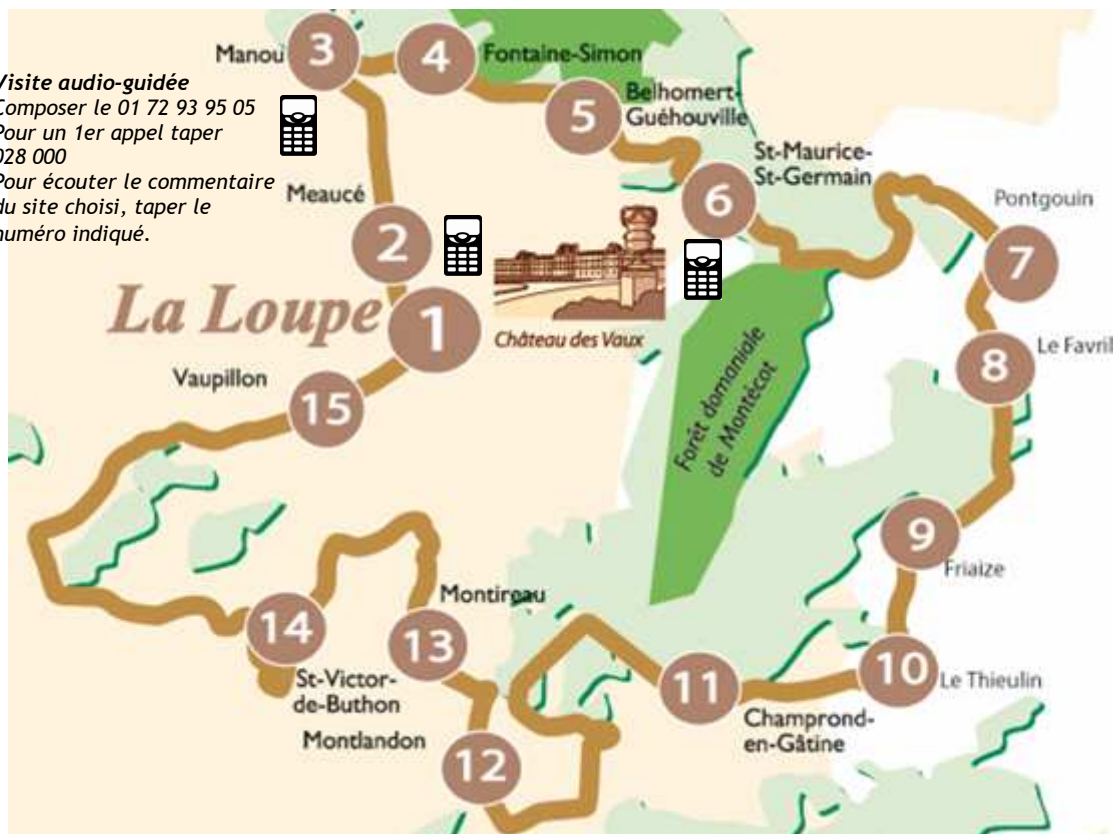 Manou 3
4 Fontaine-Simon
Visite audio-guidée
Composer le 01 72 93 95 05
Pour un 1er appel taper
028 000
Pour écouter le commentaire
du site choisi, taper le
numéro indiqué.
5 Belhomert-
Guéhouville
6 St-Maurice-
St-Germain
Pontgouin
7
Meaucé
2
La Loupe 1
Château des Vaux
8 Le Favril
Vaupillon
15
Forêt domaniale
de Montécot
9
Friaize
10 Le Thieulin
11
Champrond-
en-Gâtine
Montireau
13
14
St-Victor-
de-Buthon
Montlandon
12